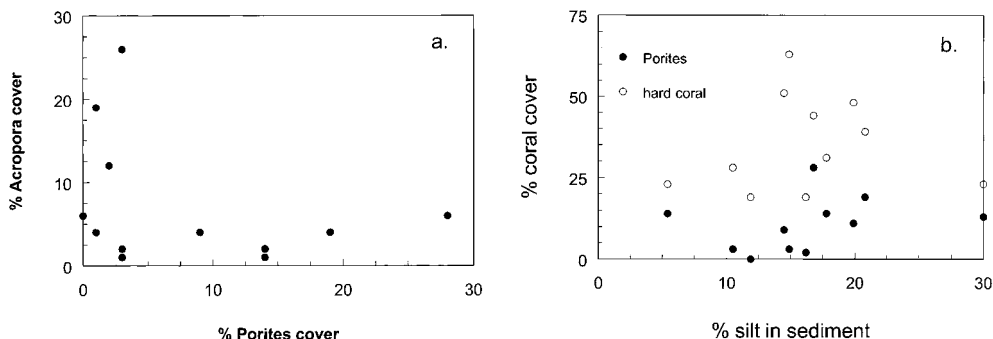 30
20
10
0
% Acropora cover
a.
0 10 20 30
% Porites cover
75
50
25
0
% coral cover
b.
Porites
hard coral
0 10 20 30
% silt in sediment